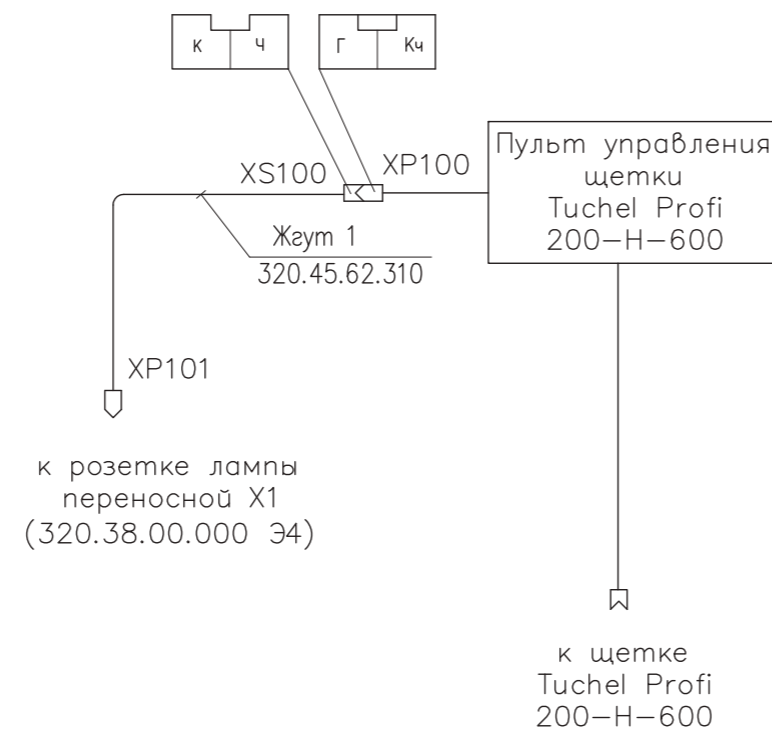 К Ч Г Кч
XS100 XP100
Пульт управления
щетки
Tuchel Profi
200-H-600
Жгут 1
320.45.62.310
XP101
к розетке лампы
переносной X1
(320.38.00.000 Э4)
к щетке
Tuchel Profi
200-H-600